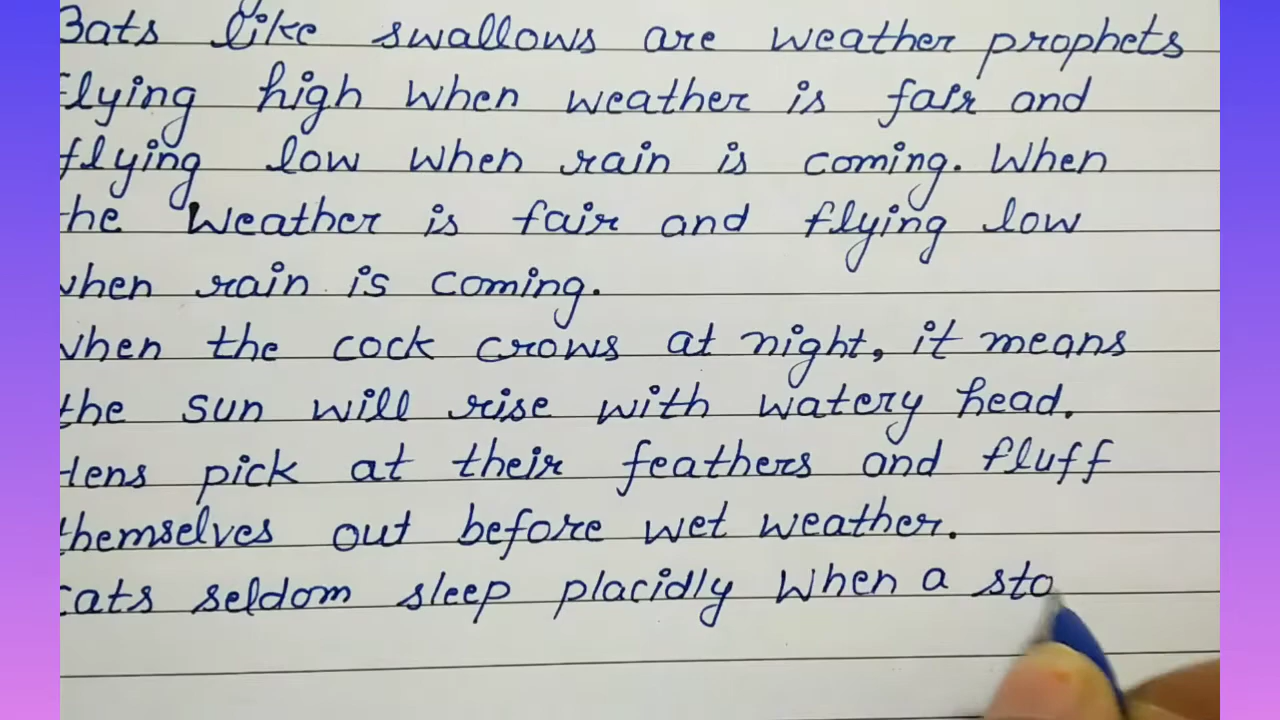 Bats like swallows are weather prophets
flying high when weather is fair and
flying low when rain is coming. When
the weather is fair and flying low
when rain is coming.
when the cock crows at night, it means
the sun will rise with watery head.
Hens pick at their feathers and fluff
themselves out before wet weather.
Cats seldom sleep placidly when a sto